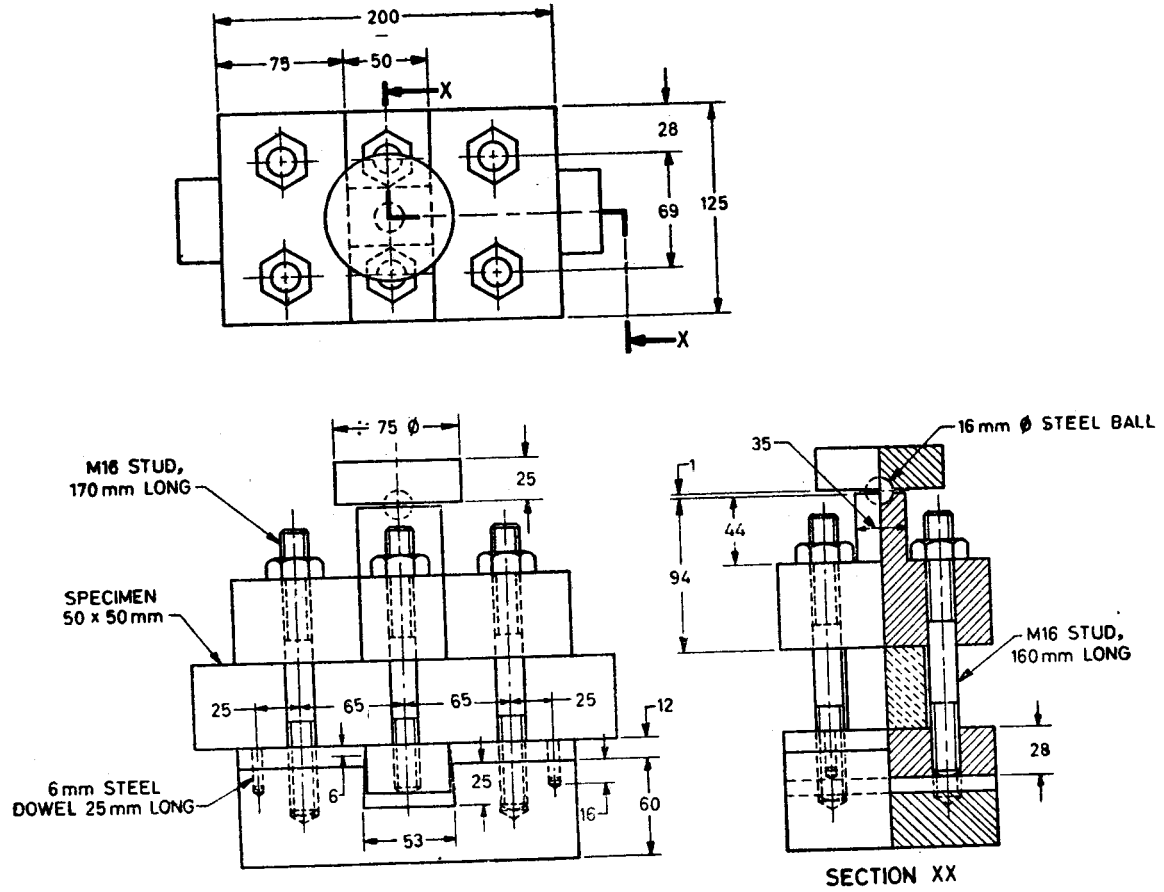 200
75
50
X
28
69
125
X
75 Ø
25
M16 STUD,
170 mm LONG
SPECIMEN
50 x 50 mm
25
65
65
25
12
6 mm STEEL
DOWEL 25 mm LONG
6
25
16
60
53
16 mm Ø STEEL BALL
35
1
44
94
M16 STUD,
160 mm LONG
28
SECTION XX